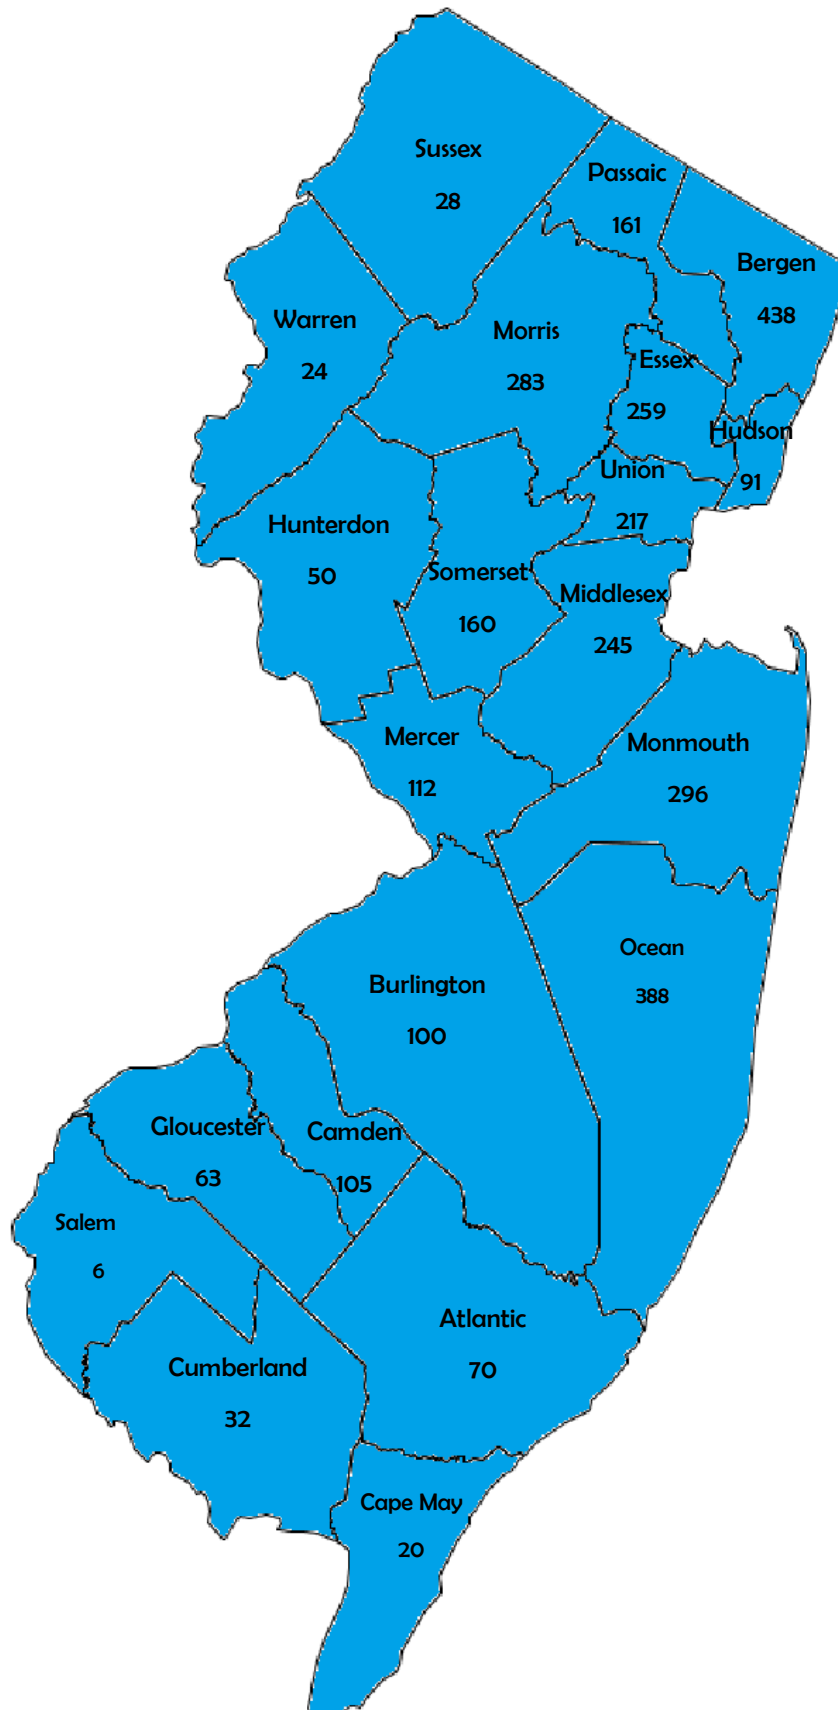 Sussex
28
Passaic
161
Bergen
438
Warren
24
Morris
283
Essex
259
Hudson
91
Union
217
Hunterdon
50
Somerset
160
Middlesex
245
Mercer
112
Monmouth
296
Ocean
388
Burlington
100
Gloucester
63
Camden
105
Salem
6
Atlantic
70
Cumberland
32
Cape May
20